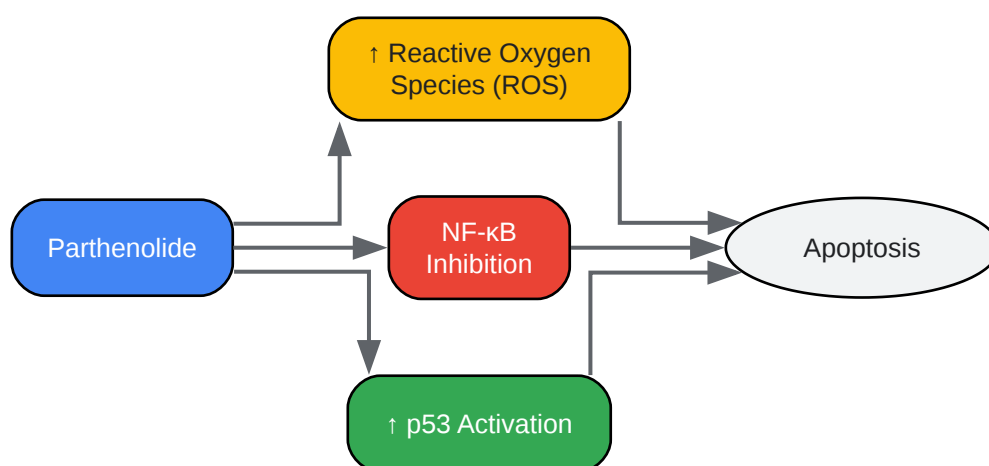 ↑ Reactive Oxygen
Species (ROS)
Parthenolide
NF-κB
Inhibition
Apoptosis
↑ p53 Activation